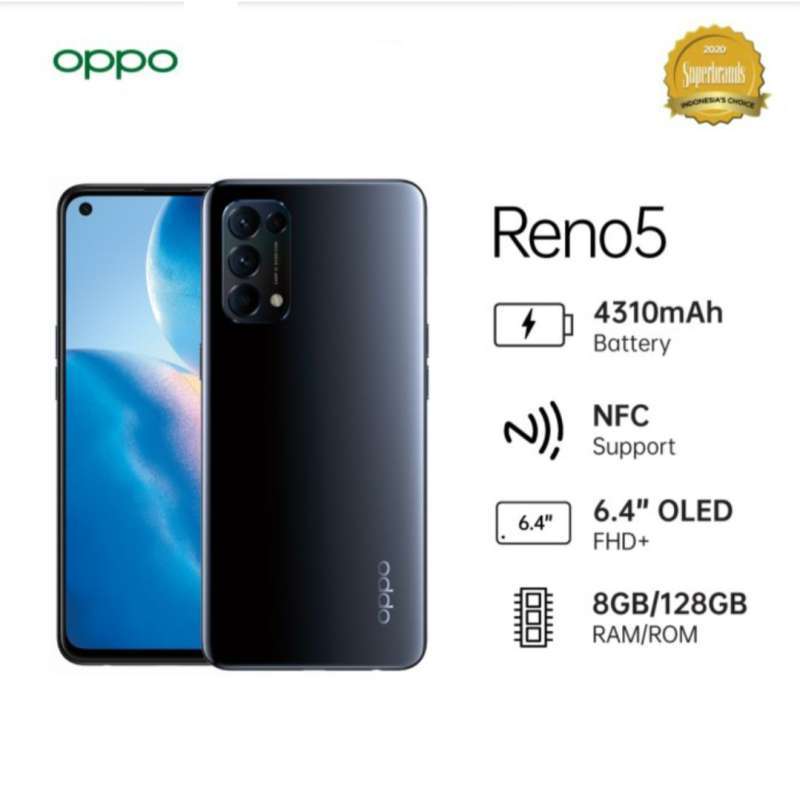 oppo
2020
Superbrands
INDONESIA'S CHOICE
Reno5
4310mAh
Battery
NFC
Support
6.4"
6.4" OLED
FHD+
8GB/128GB
RAM/ROM
oppo